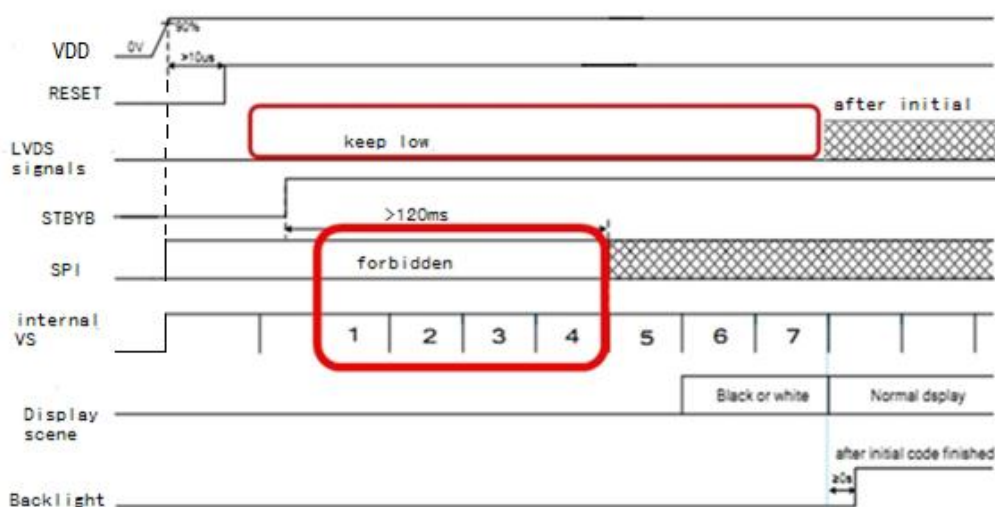 VDD
0V
90%
>10us
RESET
after initial
LVDS
signals
keep low
STBYB
>120ms
SPI
forbidden
internal
VS
1 2 3 4 5 6 7
Display
scene
Black or white
Normal dsplay
after initial code finished
≥0s
Backlight